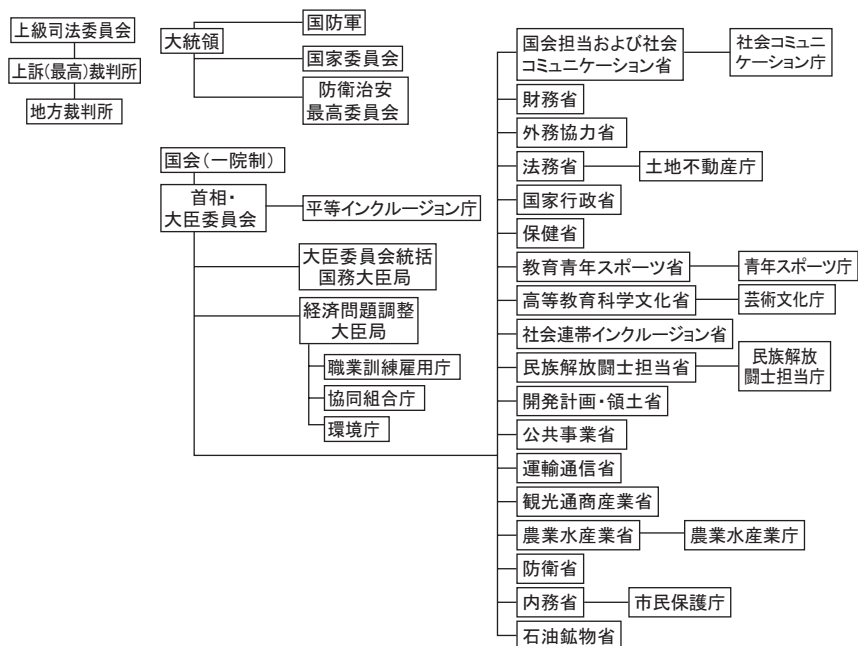 上級司法委員会
上訴(最高)裁判所
地方裁判所
大統領
国防軍
国家委員会
防衛治安
最高委員会
国会(一院制)
首相・
大臣委員会
平等インクルージョン庁
大臣委員会統括
国務大臣局
経済問題調整
大臣局
職業訓練雇用庁
協同組合庁
環境庁
国会担当および社会
コミュニケーション省
社会コミュニ
ケーション庁
財務省
外務協力省
法務省
土地不動産庁
国家行政省
保健省
教育青年スポーツ省
青年スポーツ庁
高等教育科学文化省
芸術文化庁
社会連帯インクルージョン省
民族解放闘士担当省
民族解放
闘士担当庁
開発計画・領土省
公共事業省
運輸通信省
観光通商産業省
農業水産業省
農業水産業庁
防衛省
内務省
市民保護庁
石油鉱物省